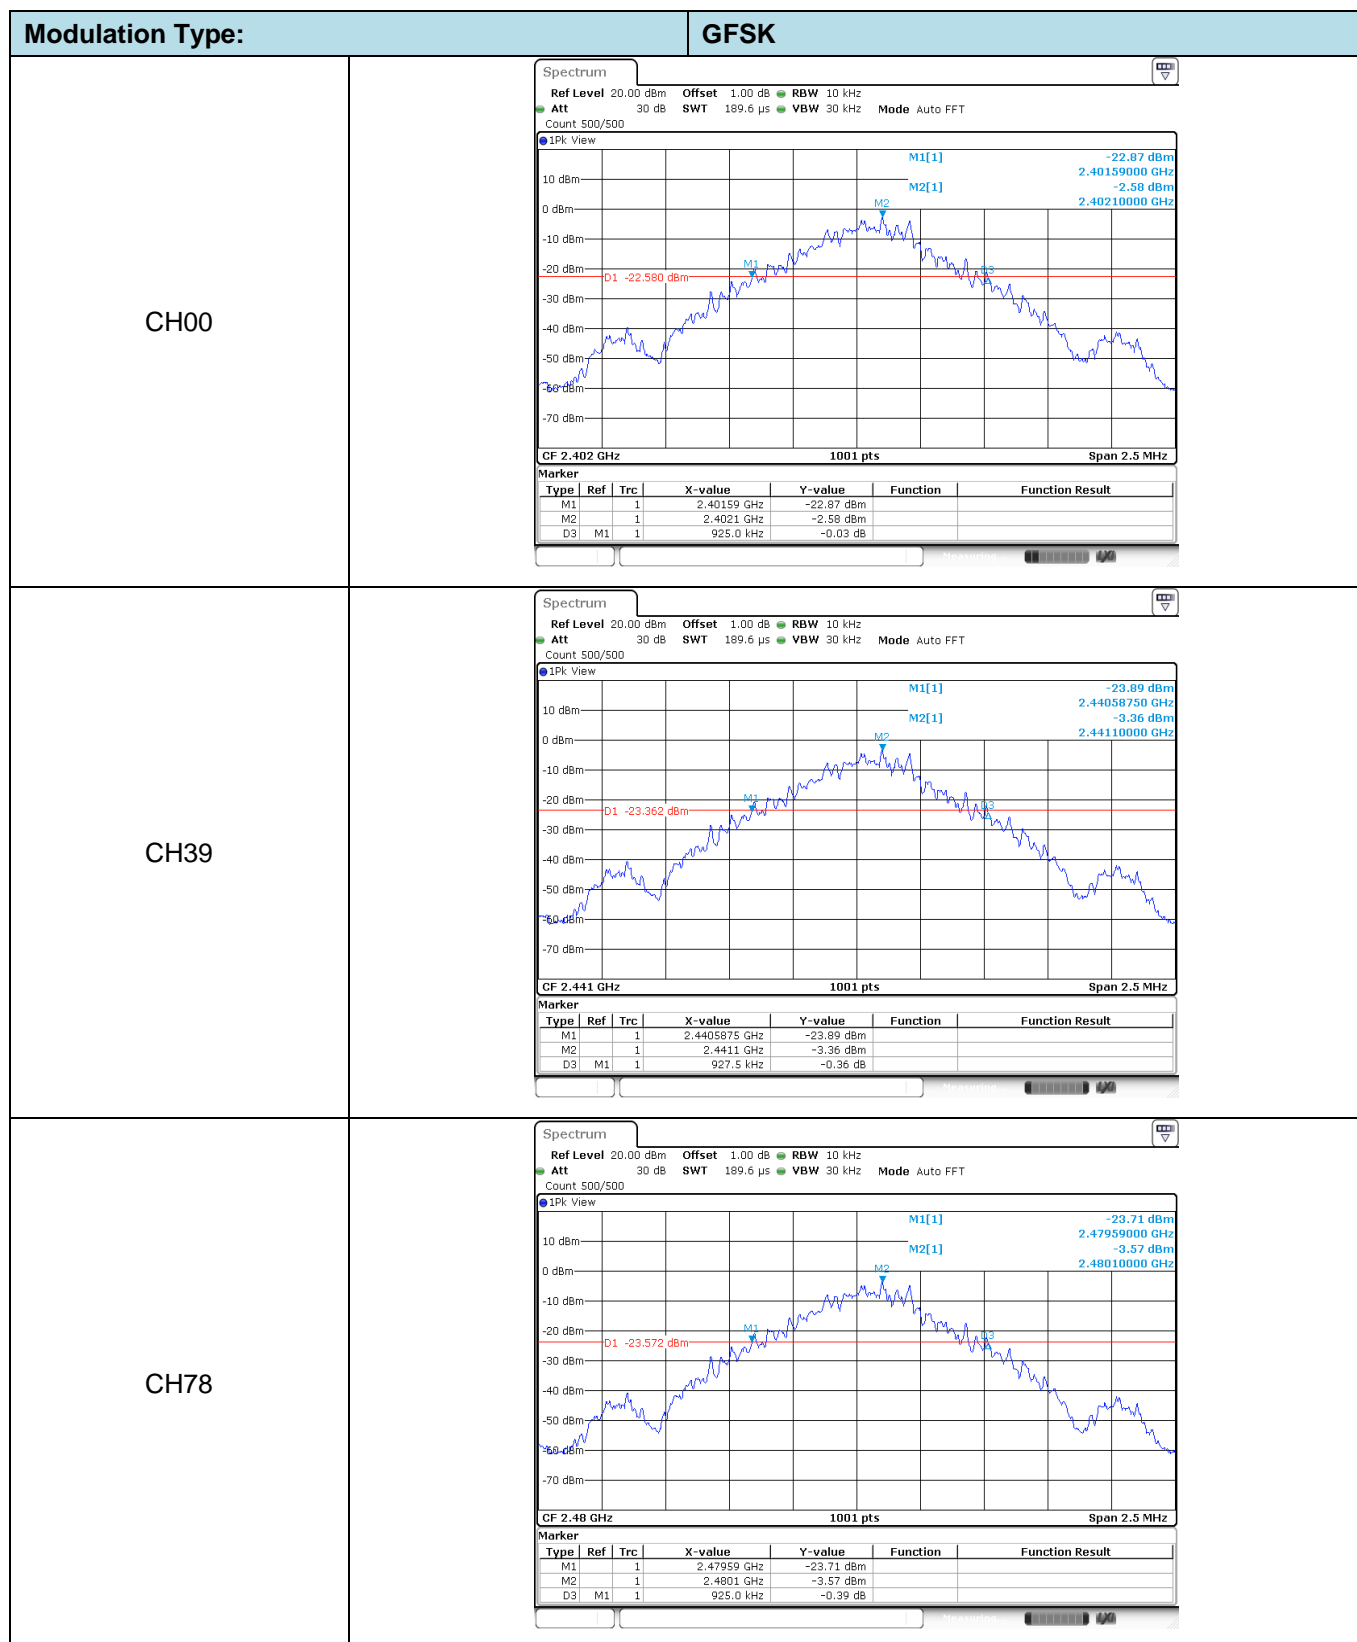 Modulation Type: GFSK
CH00
Spectrum
Ref Level 20.00 dBm Offset 1.00 dB RBW 10 kHz
Att 30 dB SWT 189.6 µs VBW 30 kHz Mode Auto FFT
Count 500/500
1Pk View
M1[1] -22.87 dBm
2.40159000 GHz
10 dBm
M2[1] -2.58 dBm
2.40210000 GHz
M2
0 dBm
-10 dBm
M1
-20 dBm
D3
D1 -22.580 dBm
-30 dBm
-40 dBm
-50 dBm
-60 dBm
-70 dBm
CF 2.402 GHz 1001 pts Span 2.5 MHz
Marker
Type Ref Trc X-value Y-value Function Function Result
M1 1 2.40159 GHz -22.87 dBm
M2 1 2.4021 GHz -2.58 dBm
D3 M1 1 925.0 kHz -0.03 dB
Measuring
CH39
Spectrum
Ref Level 20.00 dBm Offset 1.00 dB RBW 10 kHz
Att 30 dB SWT 189.6 µs VBW 30 kHz Mode Auto FFT
Count 500/500
1Pk View
M1[1] -23.89 dBm
2.44058750 GHz
10 dBm
M2[1] -3.36 dBm
2.44110000 GHz
M2
0 dBm
-10 dBm
M1
-20 dBm
D3
D1 -23.362 dBm
-30 dBm
-40 dBm
-50 dBm
-60 dBm
-70 dBm
CF 2.441 GHz 1001 pts Span 2.5 MHz
Marker
Type Ref Trc X-value Y-value Function Function Result
M1 1 2.4405875 GHz -23.89 dBm
M2 1 2.4411 GHz -3.36 dBm
D3 M1 1 927.5 kHz -0.36 dB
Measuring
CH78
Spectrum
Ref Level 20.00 dBm Offset 1.00 dB RBW 10 kHz
Att 30 dB SWT 189.6 µs VBW 30 kHz Mode Auto FFT
Count 500/500
1Pk View
M1[1] -23.71 dBm
2.47959000 GHz
10 dBm
M2[1] -3.57 dBm
2.48010000 GHz
M2
0 dBm
-10 dBm
M1
-20 dBm
D3
D1 -23.572 dBm
-30 dBm
-40 dBm
-50 dBm
-60 dBm
-70 dBm
CF 2.48 GHz 1001 pts Span 2.5 MHz
Marker
Type Ref Trc X-value Y-value Function Function Result
M1 1 2.47959 GHz -23.71 dBm
M2 1 2.4801 GHz -3.57 dBm
D3 M1 1 925.0 kHz -0.39 dB
Measuring